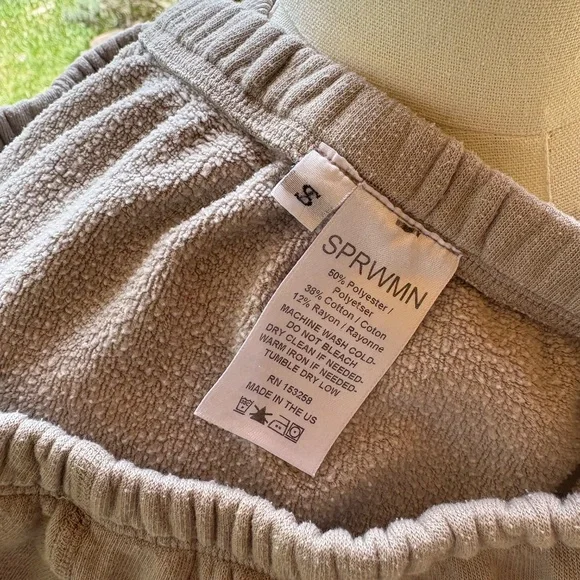 S
SPRWMN
50% Polyester /
Polyetser
38% Cotton / Coton
12% Rayon / Rayonne
MACHINE WASH COLD-
DO NOT BLEACH
DRY CLEAN IF NEEDED-
WARM IRON IF NEEDED-
TUMBLE DRY LOW
RN 153258
MADE IN THE US